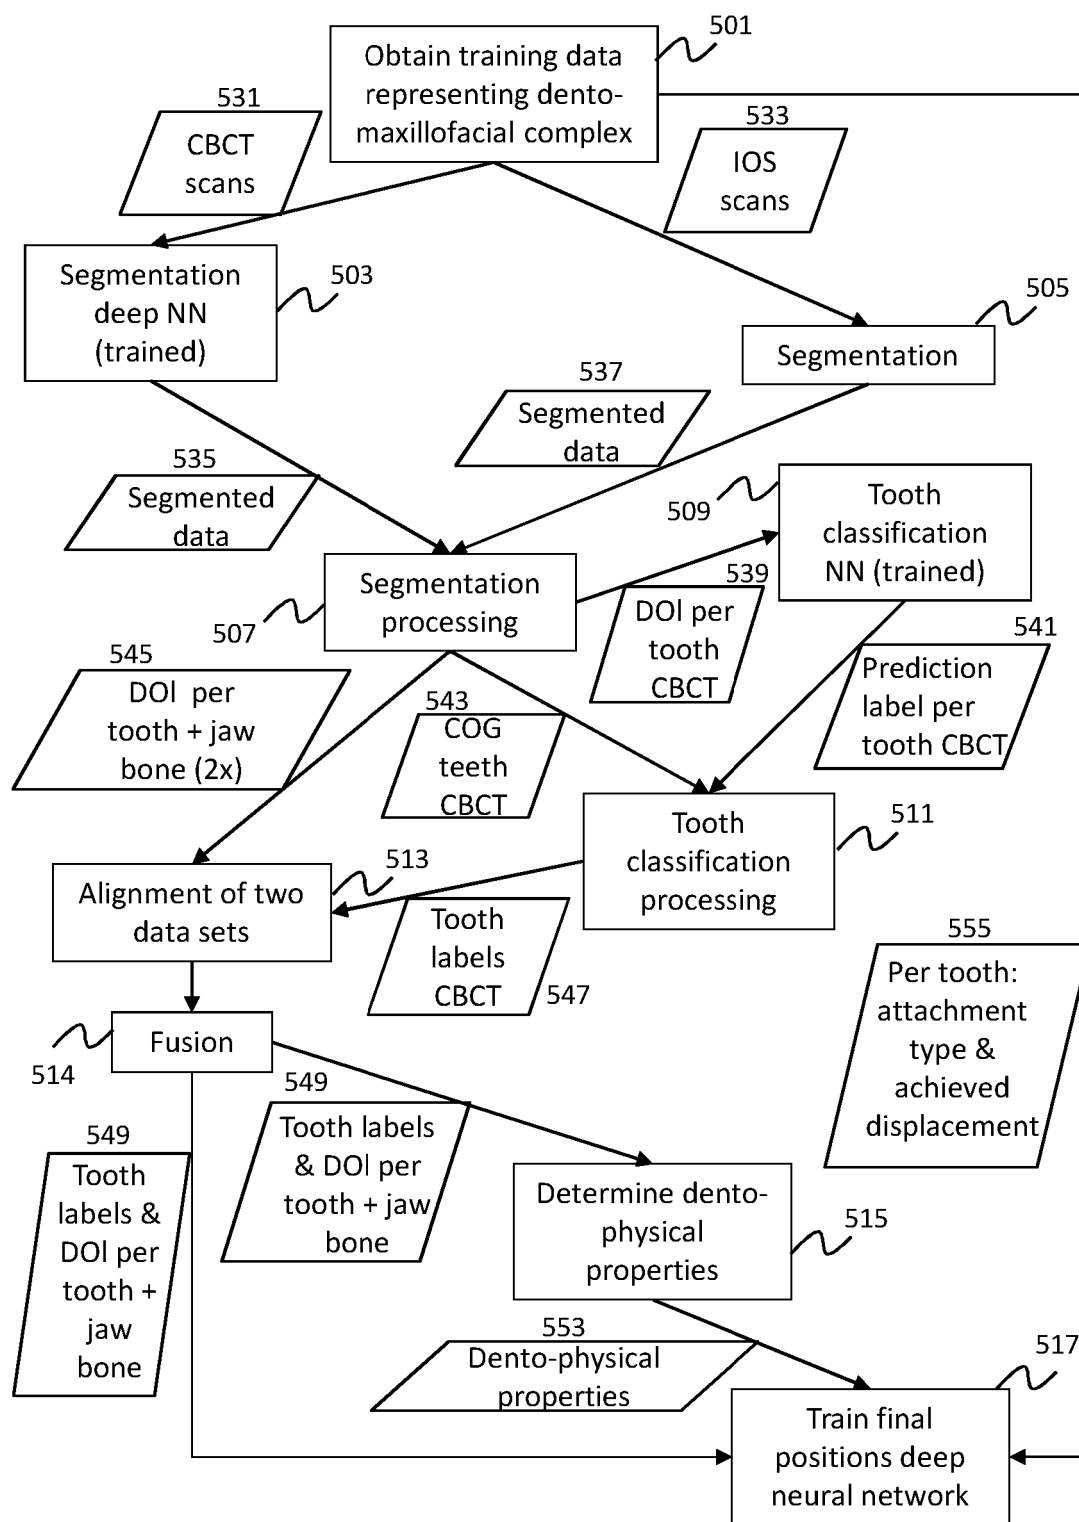 501
Obtain training data
representing dento-
maxillofacial complex
531
CBCT
scans
533
IOS
scans
Segmentation
deep NN
(trained)
503
505
Segmentation
537
Segmented
data
535
Segmented
data
509
Tooth
classification
NN (trained)
Segmentation
processing
507
539
DOI per
tooth
CBCT
541
Prediction
label per
tooth CBCT
545
DOI per
tooth + jaw
bone (2x)
543
COG
teeth
CBCT
Tooth
classification
processing
511
Alignment of two
data sets
513
Tooth
labels
CBCT
547
555
Per tooth:
attachment
type &
achieved
displacement
Fusion
514
549
Tooth labels
& DOI per
tooth + jaw
bone
549
Tooth
labels &
DOI per
tooth +
jaw
bone
Determine dento-
physical
properties
515
553
Dento-physical
properties
517
Train final
positions deep
neural network